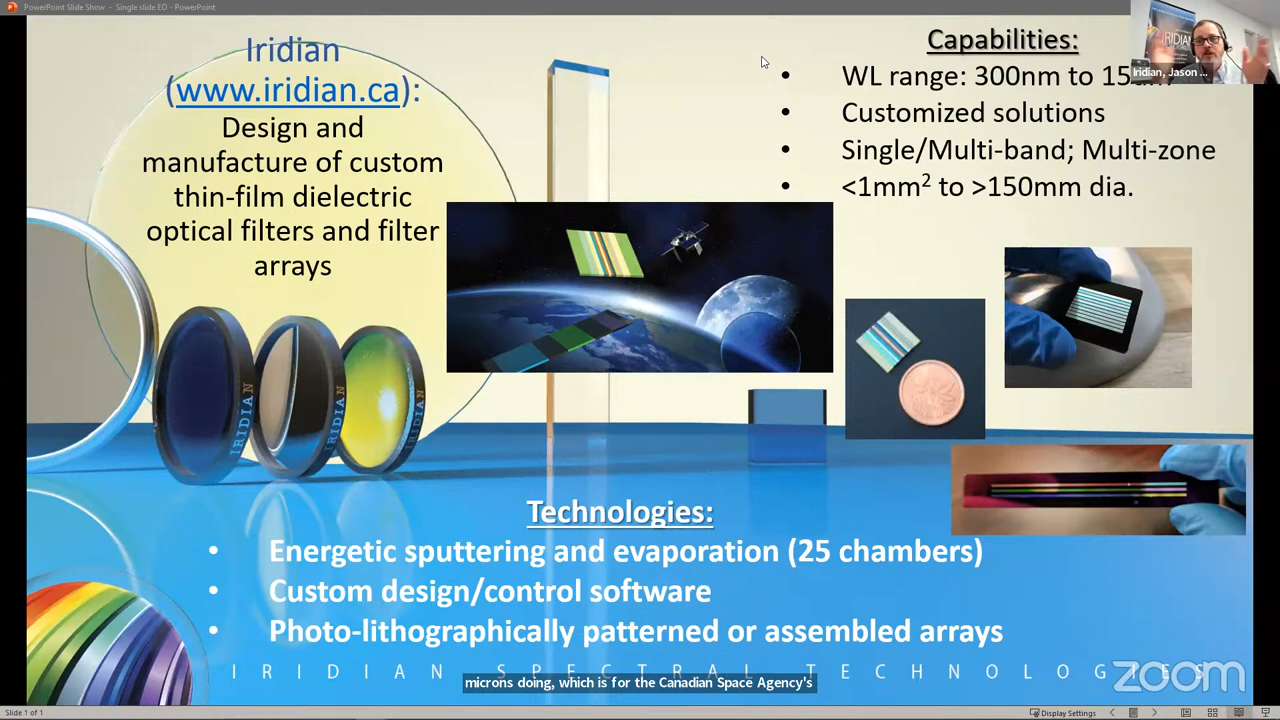 PowerPoint Slide Show - Single slide EO - PowerPoint
Iridian
(www.iridian.ca):
Design and
manufacture of custom
thin-film dielectric
optical filters and filter
arrays
Capabilities:
• WL range: 300nm to
• Customized solutions
• Single/Multi-band; Multi-zone
• <1mm² to >150mm dia.
IRIDIAN
Iridian, Jason ...
IRIDIAN
IRIDIAN
IRIDIAN
Technologies:
• Energetic sputtering and evaporation (25 chambers)
• Custom design/control software
• Photo-lithographically patterned or assembled arrays
IRIDIAN SPECTRAL TECHNOLOGIES
microns doing, which is for the Canadian Space Agency's
zoom
Slide 1 of 1
Display Settings